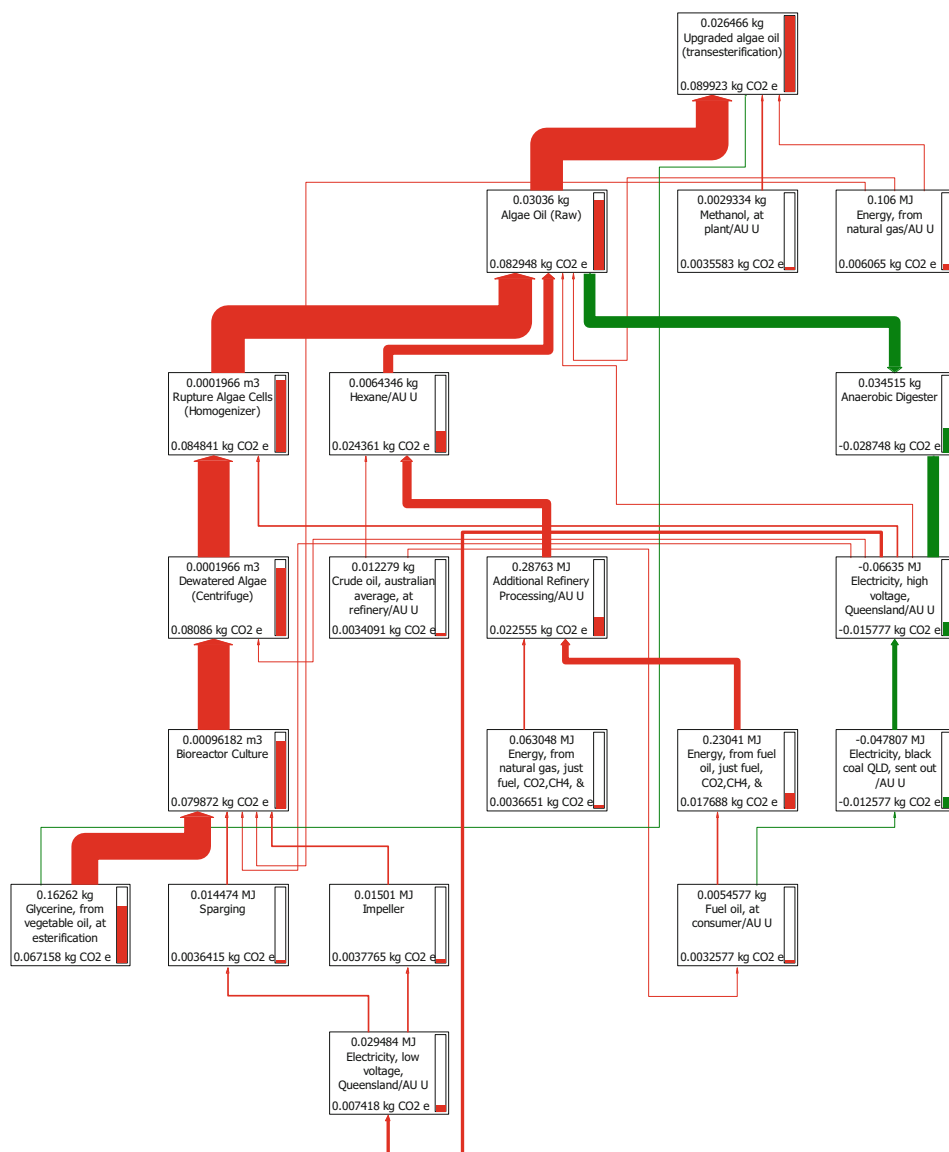 0.026466 kg
Upgraded algae oil
(transesterification)
0.089923 kg CO2 e
0.03036 kg
Algae Oil (Raw)
0.082948 kg CO2 e
0.0029334 kg
Methanol, at
plant/AU U
0.0035583 kg CO2 e
0.106 MJ
Energy, from
natural gas/AU U
0.006065 kg CO2 e
0.0001966 m3
Rupture Algae Cells
(Homogenizer)
0.084841 kg CO2 e
0.0064346 kg
Hexane/AU U
0.024361 kg CO2 e
0.034515 kg
Anaerobic Digester
-0.028748 kg CO2 e
0.0001966 m3
Dewatered Algae
(Centrifuge)
0.08086 kg CO2 e
0.012279 kg
Crude oil, australian
average, at
refinery/AU U
0.0034091 kg CO2 e
0.28763 MJ
Additional Refinery
Processing/AU U
0.022555 kg CO2 e
-0.06635 MJ
Electricity, high
voltage,
Queensland/AU U
-0.015777 kg CO2 e
0.00096182 m3
Bioreactor Culture
0.079872 kg CO2 e
0.063048 MJ
Energy, from
natural gas, just
fuel, CO2,CH4, &
0.0036651 kg CO2 e
0.23041 MJ
Energy, from fuel
oil, just fuel,
CO2,CH4, &
0.017688 kg CO2 e
-0.047807 MJ
Electricity, black
coal QLD, sent out
/AU U
-0.012577 kg CO2 e
0.16262 kg
Glycerine, from
vegetable oil, at
esterification
0.067158 kg CO2 e
0.014474 MJ
Sparging
0.0036415 kg CO2 e
0.01501 MJ
Impeller
0.0037765 kg CO2 e
0.0054577 kg
Fuel oil, at
consumer/AU U
0.0032577 kg CO2 e
0.029484 MJ
Electricity, low
voltage,
Queensland/AU U
0.007418 kg CO2 e